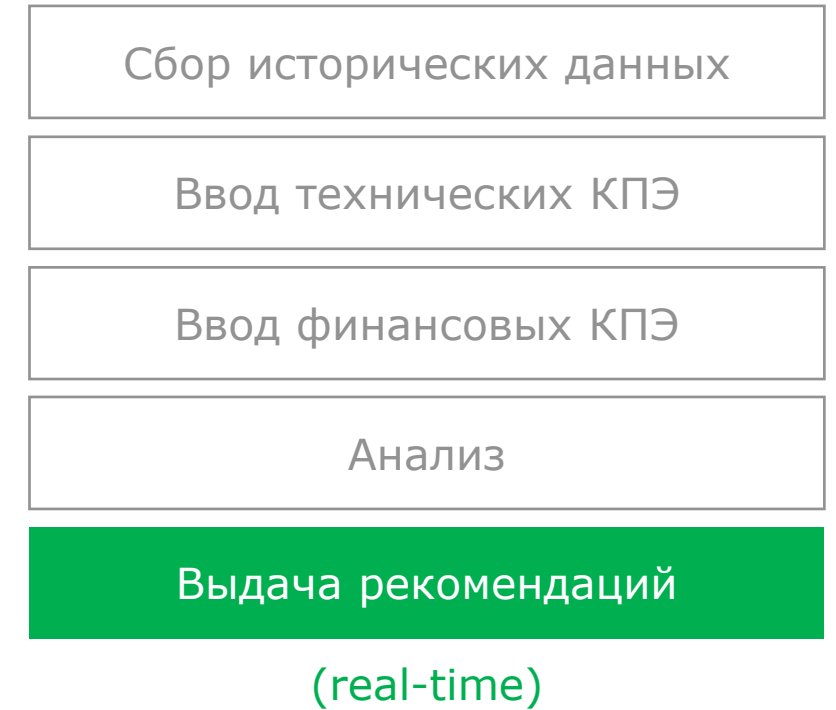 Сбор исторических данных
Ввод технических КПЭ
Ввод финансовых КПЭ
Анализ
Выдача рекомендаций
(real-time)